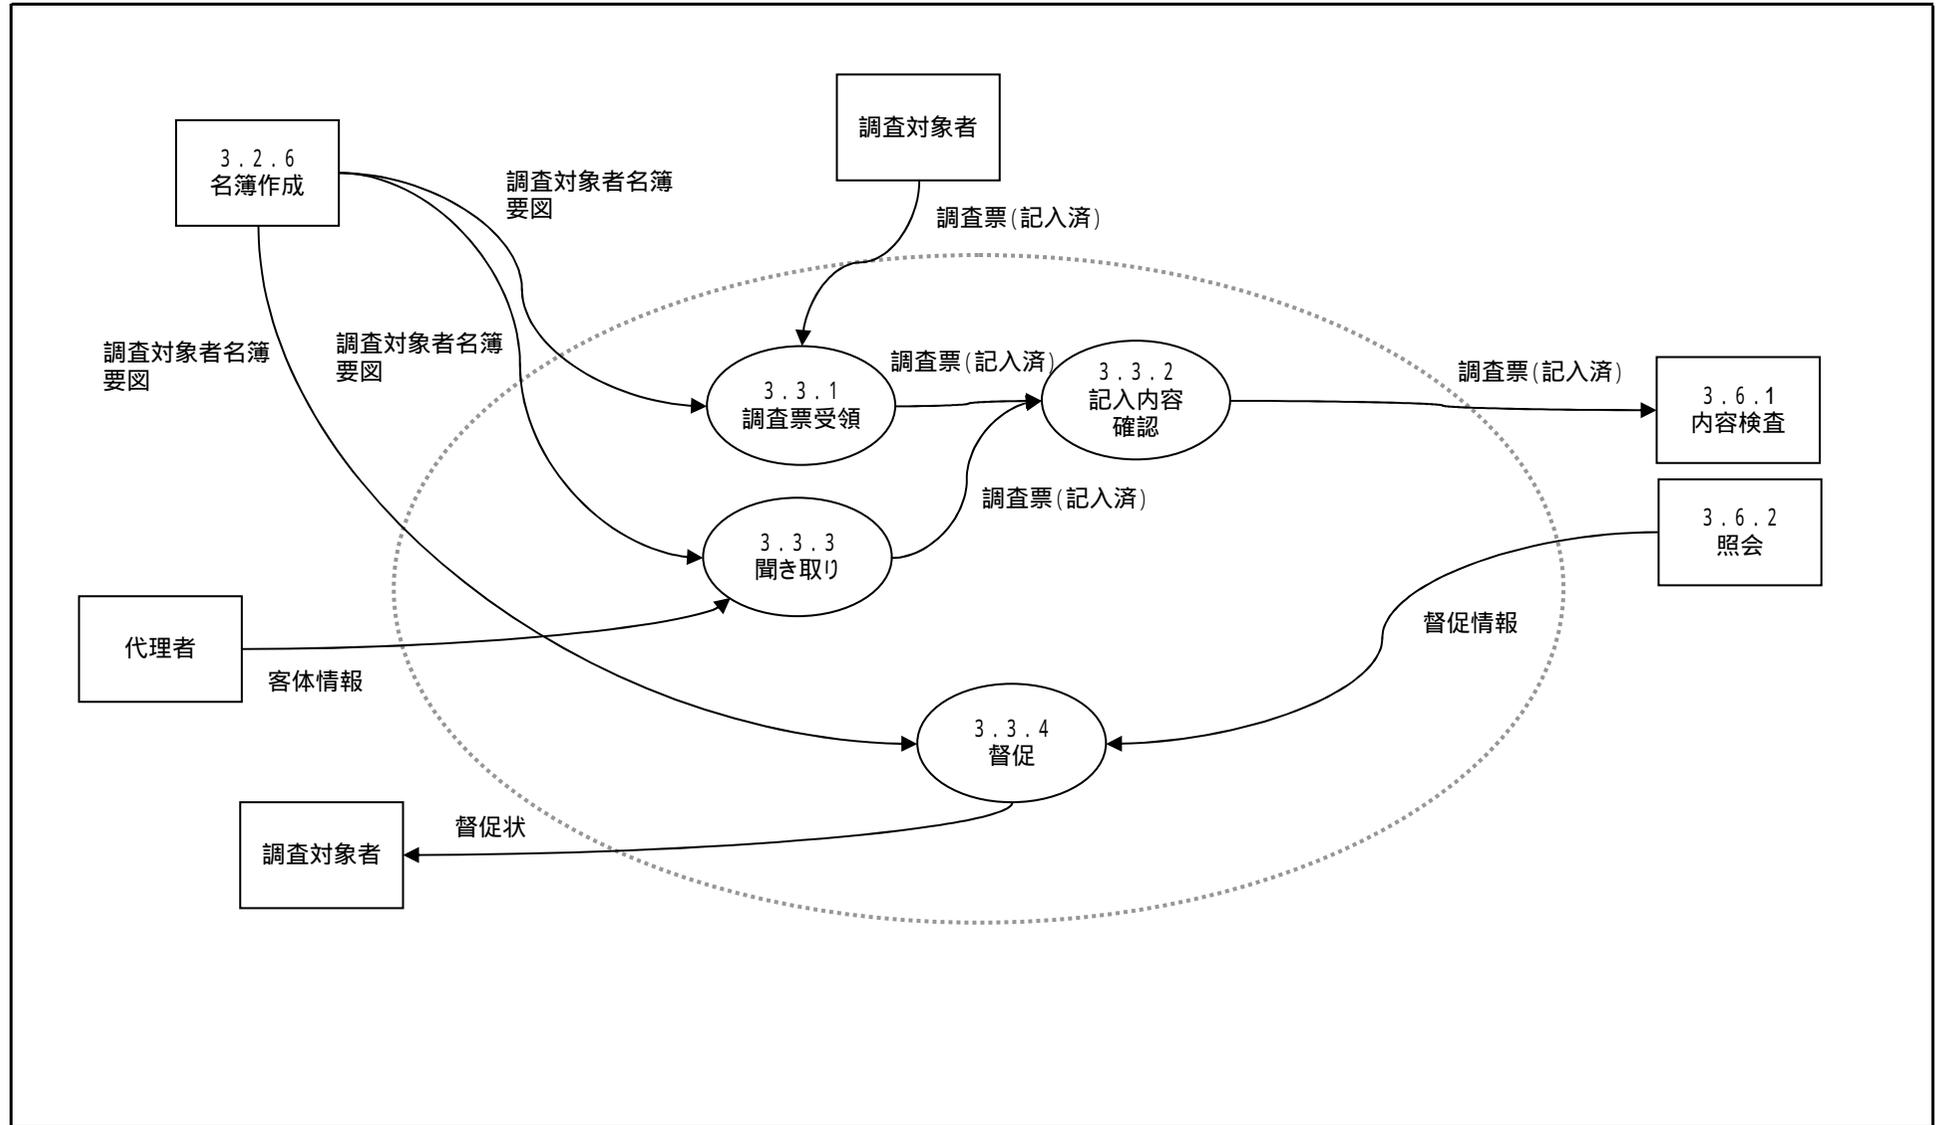 調査対象者
3.2.6
名簿作成
調査対象者名簿
要図
調査票(記入済)
調査対象者名簿
要図
調査対象者名簿
要図
3.3.1
調査票受領
調査票(記入済)
3.3.2
記入内容
確認
調査票(記入済)
3.6.1
内容検査
調査票(記入済)
3.3.3
聞き取り
3.6.2
照会
代理者
客体情報
督促情報
3.3.4
督促
督促状
調査対象者